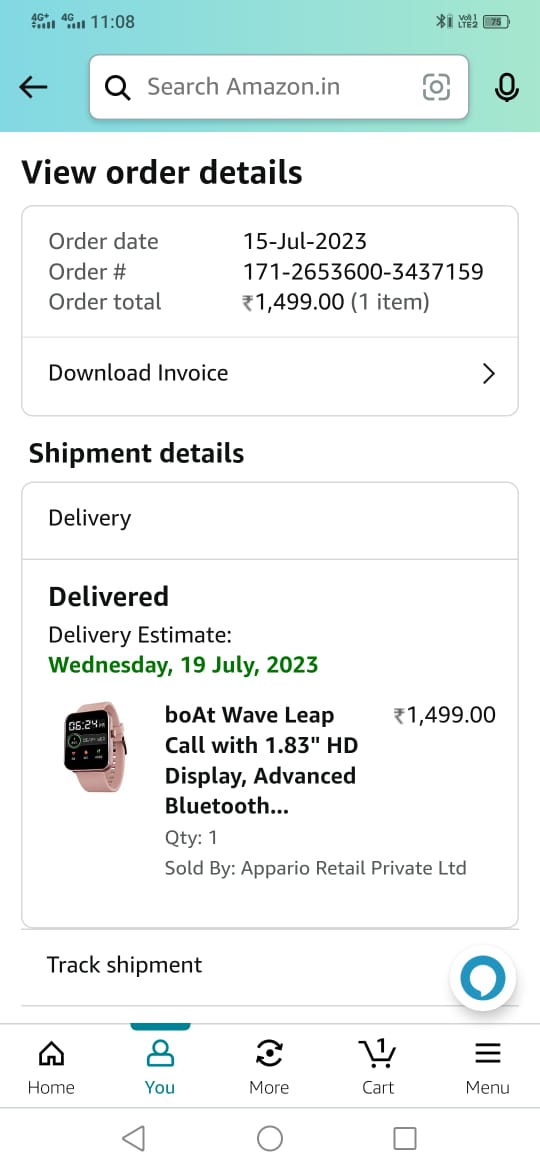 4G+ 4G 11:08 Vo) 1 LTE2 75
Search Amazon.in
View order details
Order date 15-Jul-2023
Order # 171-2653600-3437159
Order total ₹1,499.00 (1 item)
Download Invoice
Shipment details
Delivery
Delivered
Delivery Estimate:
Wednesday, 19 July, 2023
06:24
boAt Wave Leap ₹1,499.00
Call with 1.83" HD
Display, Advanced
Bluetooth...
Qty: 1
Sold By: Appario Retail Private Ltd
Track shipment
1
Home You More Cart Menu